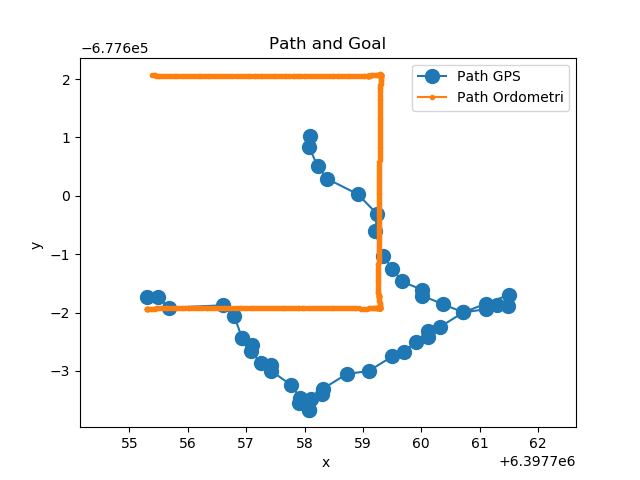 Path and Goal
−6.776e5
Path GPS
Path Ordometri
2
1
0
−1
−2
−3
y
55 56 57 58 59 60 61 62
x
+6.3977e6